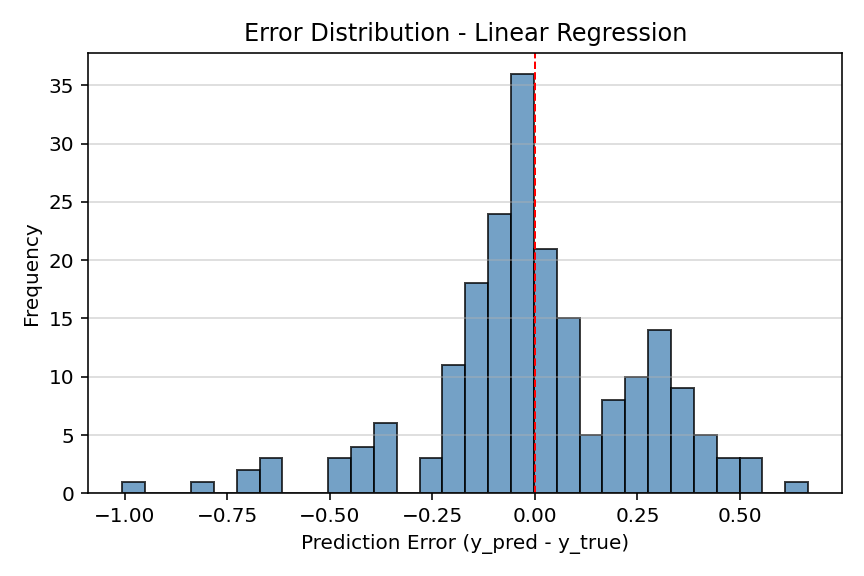 Error Distribution - Linear Regression
Frequency
35
30
25
20
15
10
5
0
−1.00 −0.75 −0.50 −0.25 0.00 0.25 0.50
Prediction Error (y_pred - y_true)